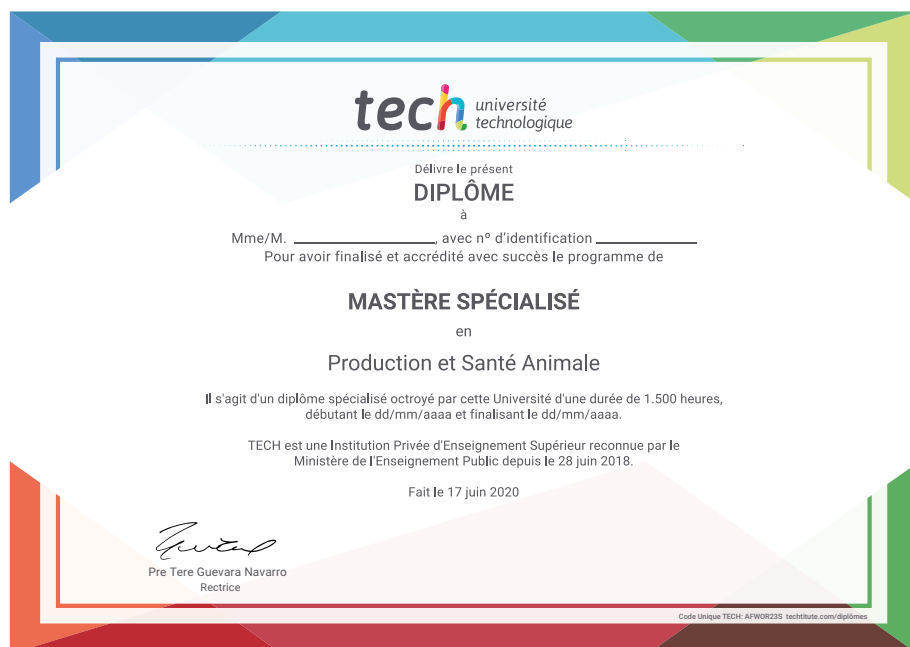 tech université
technologique
Délivre le présent
DIPLÔME
à
Mme/M. ____________, avec nº d'identification ____________
Pour avoir finalisé et accrédité avec succès le programme de
MASTÈRE SPÉCIALISÉ
en
Production et Santé Animale
Il s'agit d'un diplôme spécialisé octroyé par cette Université d'une durée de 1.500 heures,
débutant le dd/mm/aaaa et finalisant le dd/mm/aaaa.
TECH est une Institution Privée d'Enseignement Supérieur reconnue par le
Ministère de l'Enseignement Public depuis le 28 juin 2018.
Fait le 17 juin 2020
Pre Tere Guevara Navarro
Rectrice
Code Unique TECH: AFWOR23S techtitute.com/diplômes